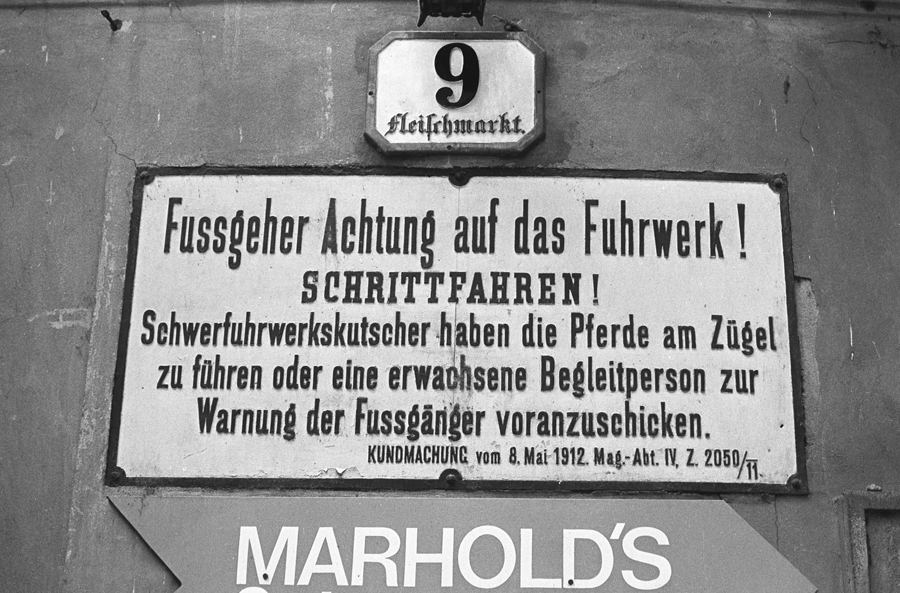 9
Fleischmarkt.
Fussgeher Achtung auf das Fuhrwerk!
SCHRITTFAHREN!
Schwerfuhrwerkskutscher haben die Pferde am Zügel
zu führen oder eine erwachsene Begleitperson zur
Warnung der Fussgänger voranzuschicken.
KUNDMACHUNG vom 8. Mai 1912. Mag.-Abt. IV, Z. 2050/11
MARHOLD'S